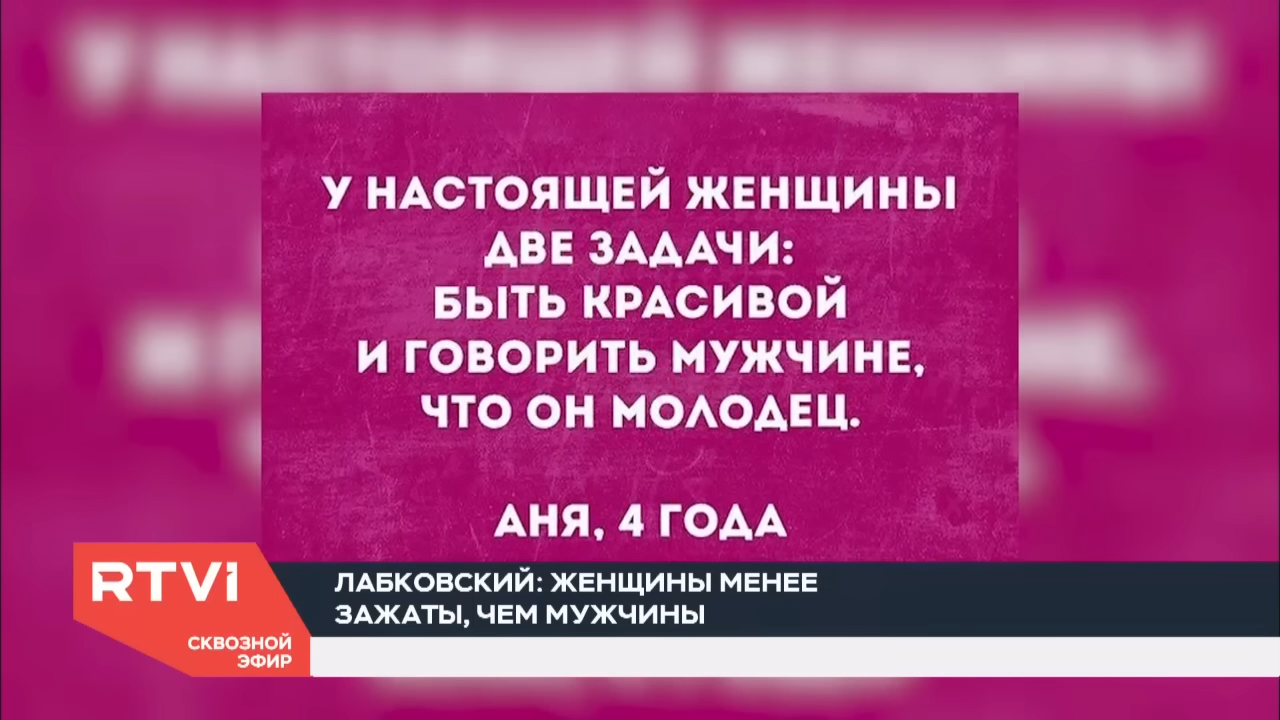 У НАСТОЯЩЕЙ ЖЕНЩИНЫ
ДВЕ ЗАДАЧИ:
БЫТЬ КРАСИВОЙ
И ГОВОРИТЬ МУЖЧИНЕ,
ЧТО ОН МОЛОДЕЦ.
АНЯ, 4 ГОДА
RTVi
СКВОЗНОЙ
ЭФИР
ЛАБКОВСКИЙ: ЖЕНЩИНЫ МЕНЕЕ
ЗАЖАТЫ, ЧЕМ МУЖЧИНЫ